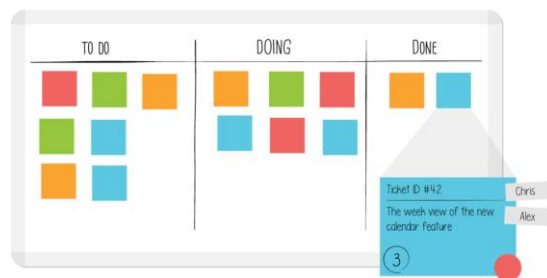 TO DO
DOING
DONE
Ticket ID #42
Chris
The week view of the new
calendar feature
Alex
3